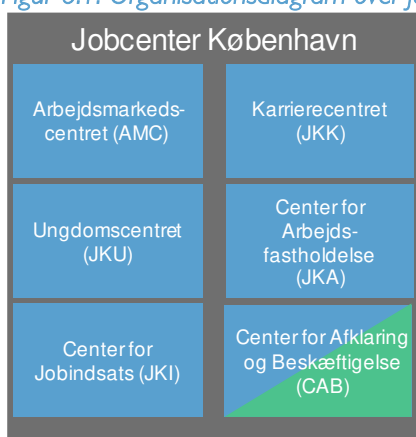 Jobcenter København
Arbejdsmarkeds-
centret (AMC)
Karrierecentret
(JKK)
Ungdomscentret
(JKU)
Center for
Arbejds-
fastholdelse
(JKA)
Center for
Jobindsats (JKI)
Center for Afklaring
og Beskæftigelse
(CAB)